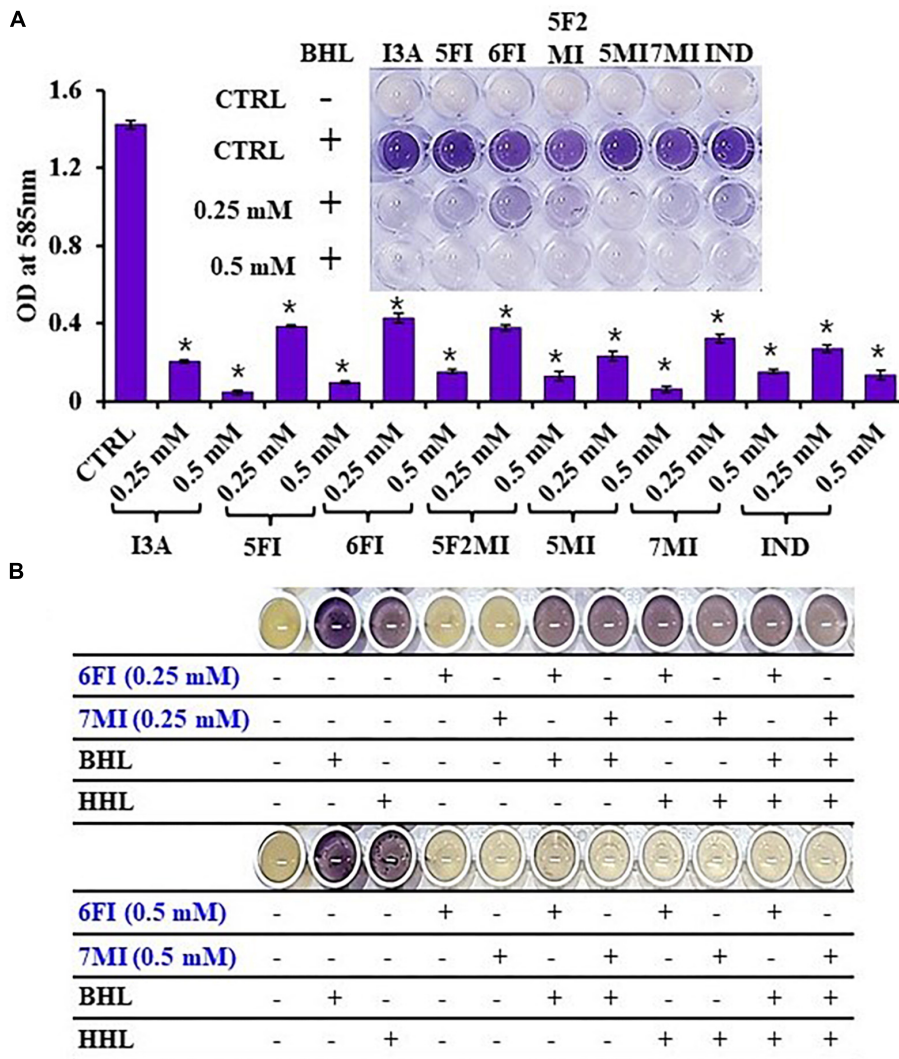 A
5F2
BHL I3A 5FI 6FI MI 5MI 7MI IND
CTRL -
CTRL +
0.25 mM +
0.5 mM +
OD at 585nm
1.6
1.2
0.8
0.4
0
* * * * * * * * * * * * * *
CTRL 0.25 mM 0.5 mM 0.25 mM 0.5 mM 0.25 mM 0.5 mM 0.25 mM 0.5 mM 0.25 mM 0.5 mM 0.25 mM 0.5 mM 0.25 mM 0.5 mM
I3A 5FI 6FI 5F2MI 5MI 7MI IND
B
6FI (0.25 mM) - - - + - + - + - + -
7MI (0.25 mM) - - - - + - + - + - +
BHL - + - - - + + - - + +
HHL - - + - - - - + + + +
6FI (0.5 mM) - - - + - + - + - + -
7MI (0.5 mM) - - - - + - + - + - +
BHL - + - - - + + - - + +
HHL - - + - - - - + + + +